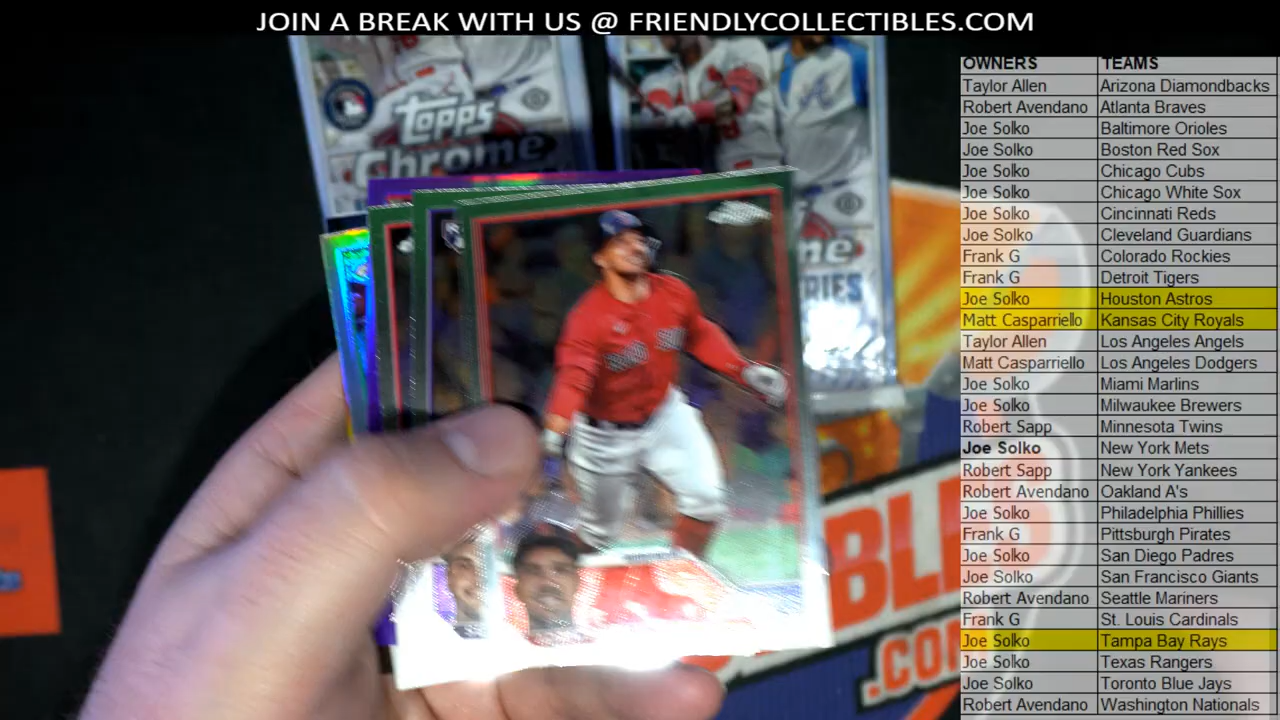 JOIN A BREAK WITH US @ FRIENDLYCOLLECTIBLES.COM
OWNERS TEAMS
Taylor Allen Arizona Diamondbacks
Robert Avendano Atlanta Braves
Joe Solko Baltimore Orioles
Joe Solko Boston Red Sox
Joe Solko Chicago Cubs
Joe Solko Chicago White Sox
Joe Solko Cincinnati Reds
Joe Solko Cleveland Guardians
Frank G Colorado Rockies
Frank G Detroit Tigers
Joe Solko Houston Astros
Matt Casparriello Kansas City Royals
Taylor Allen Los Angeles Angels
Matt Casparriello Los Angeles Dodgers
Joe Solko Miami Marlins
Joe Solko Milwaukee Brewers
Robert Sapp Minnesota Twins
Joe Solko New York Mets
Robert Sapp New York Yankees
Robert Avendano Oakland A's
Joe Solko Philadelphia Phillies
Frank G Pittsburgh Pirates
Joe Solko San Diego Padres
Joe Solko San Francisco Giants
Robert Avendano Seattle Mariners
Frank G St. Louis Cardinals
Joe Solko Tampa Bay Rays
Joe Solko Texas Rangers
Joe Solko Toronto Blue Jays
Robert Avendano Washington Nationals
Topps
Chrome
me
RIES
BLE
.COM